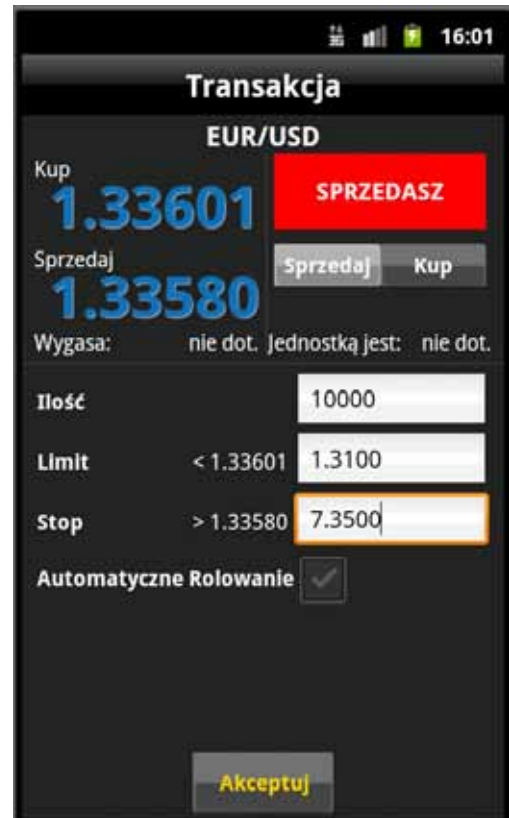 16:01
Transakcja
EUR/USD
Kup
1.33601
SPRZEDASZ
Sprzedaj
1.33580
Sprzedaj Kup
Wygasa: nie dot. Jednostką jest: nie dot.
Ilość 10000
Limit < 1.33601 1.3100
Stop > 1.33580 7.3500
Automatyczne Rolowanie
Akceptuj